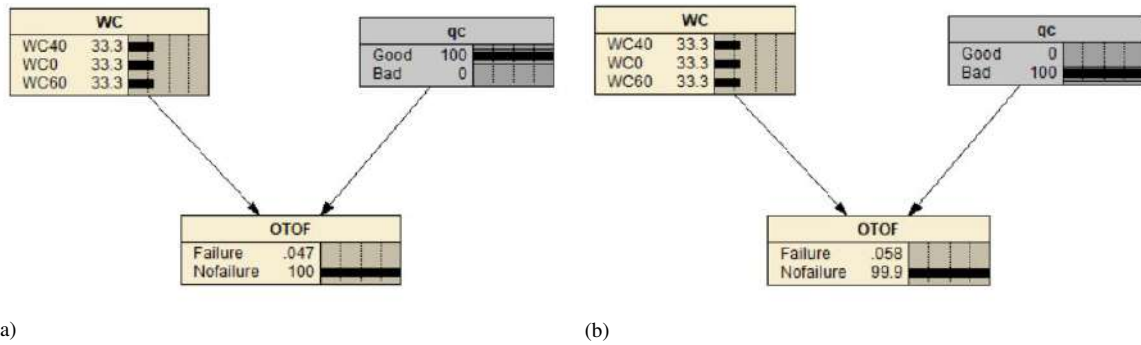 WC
WC40 33.3
WC0 33.3
WC60 33.3
qc
Good 100
Bad 0
OTOF
Failure .047
Nofailure 100
a)
WC
WC40 33.3
WC0 33.3
WC60 33.3
qc
Good 0
Bad 100
OTOF
Failure .058
Nofailure 99.9
(b)